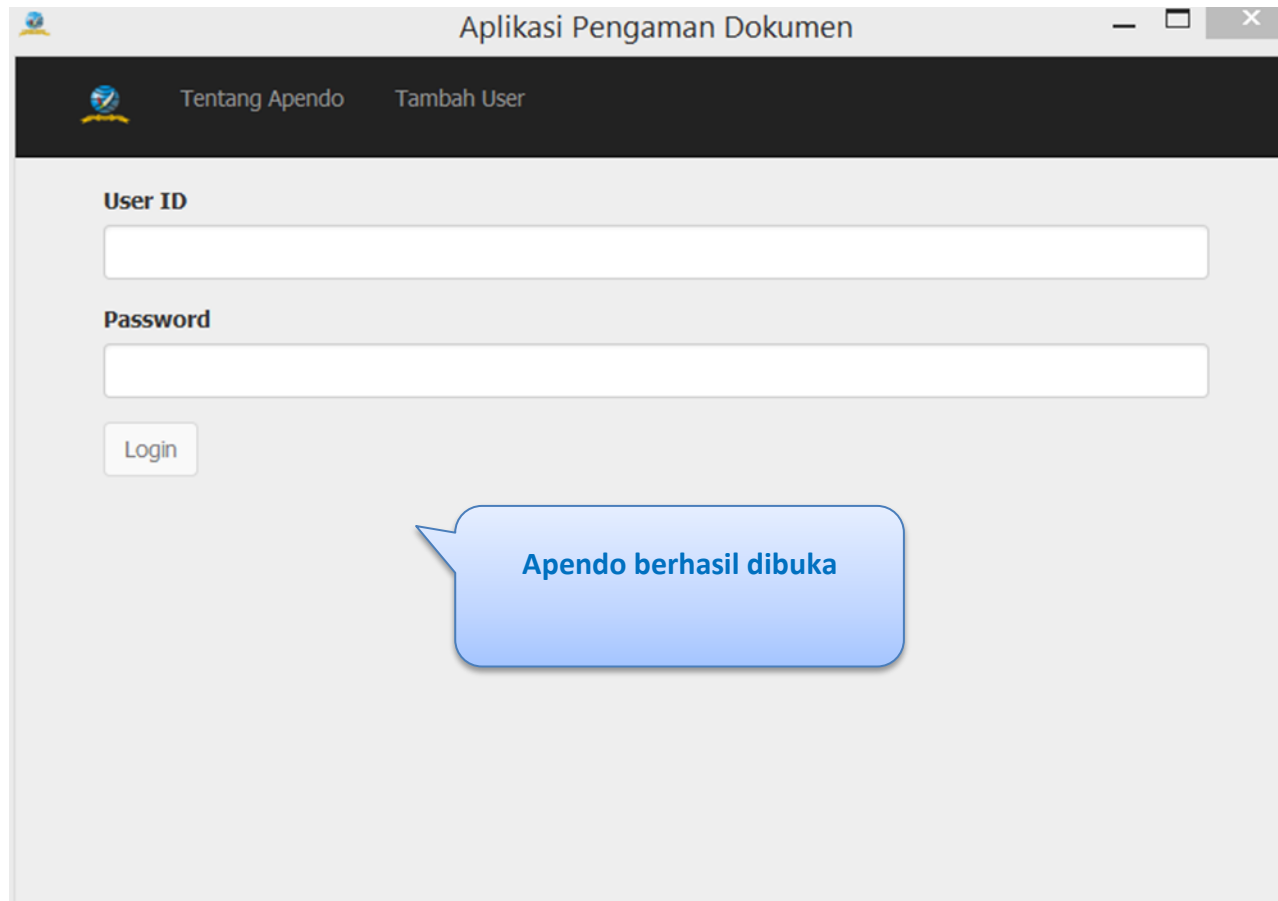 Aplikasi Pengaman Dokumen
Tentang Apendo Tambah User
User ID
Password
Login
Apendo berhasil dibuka